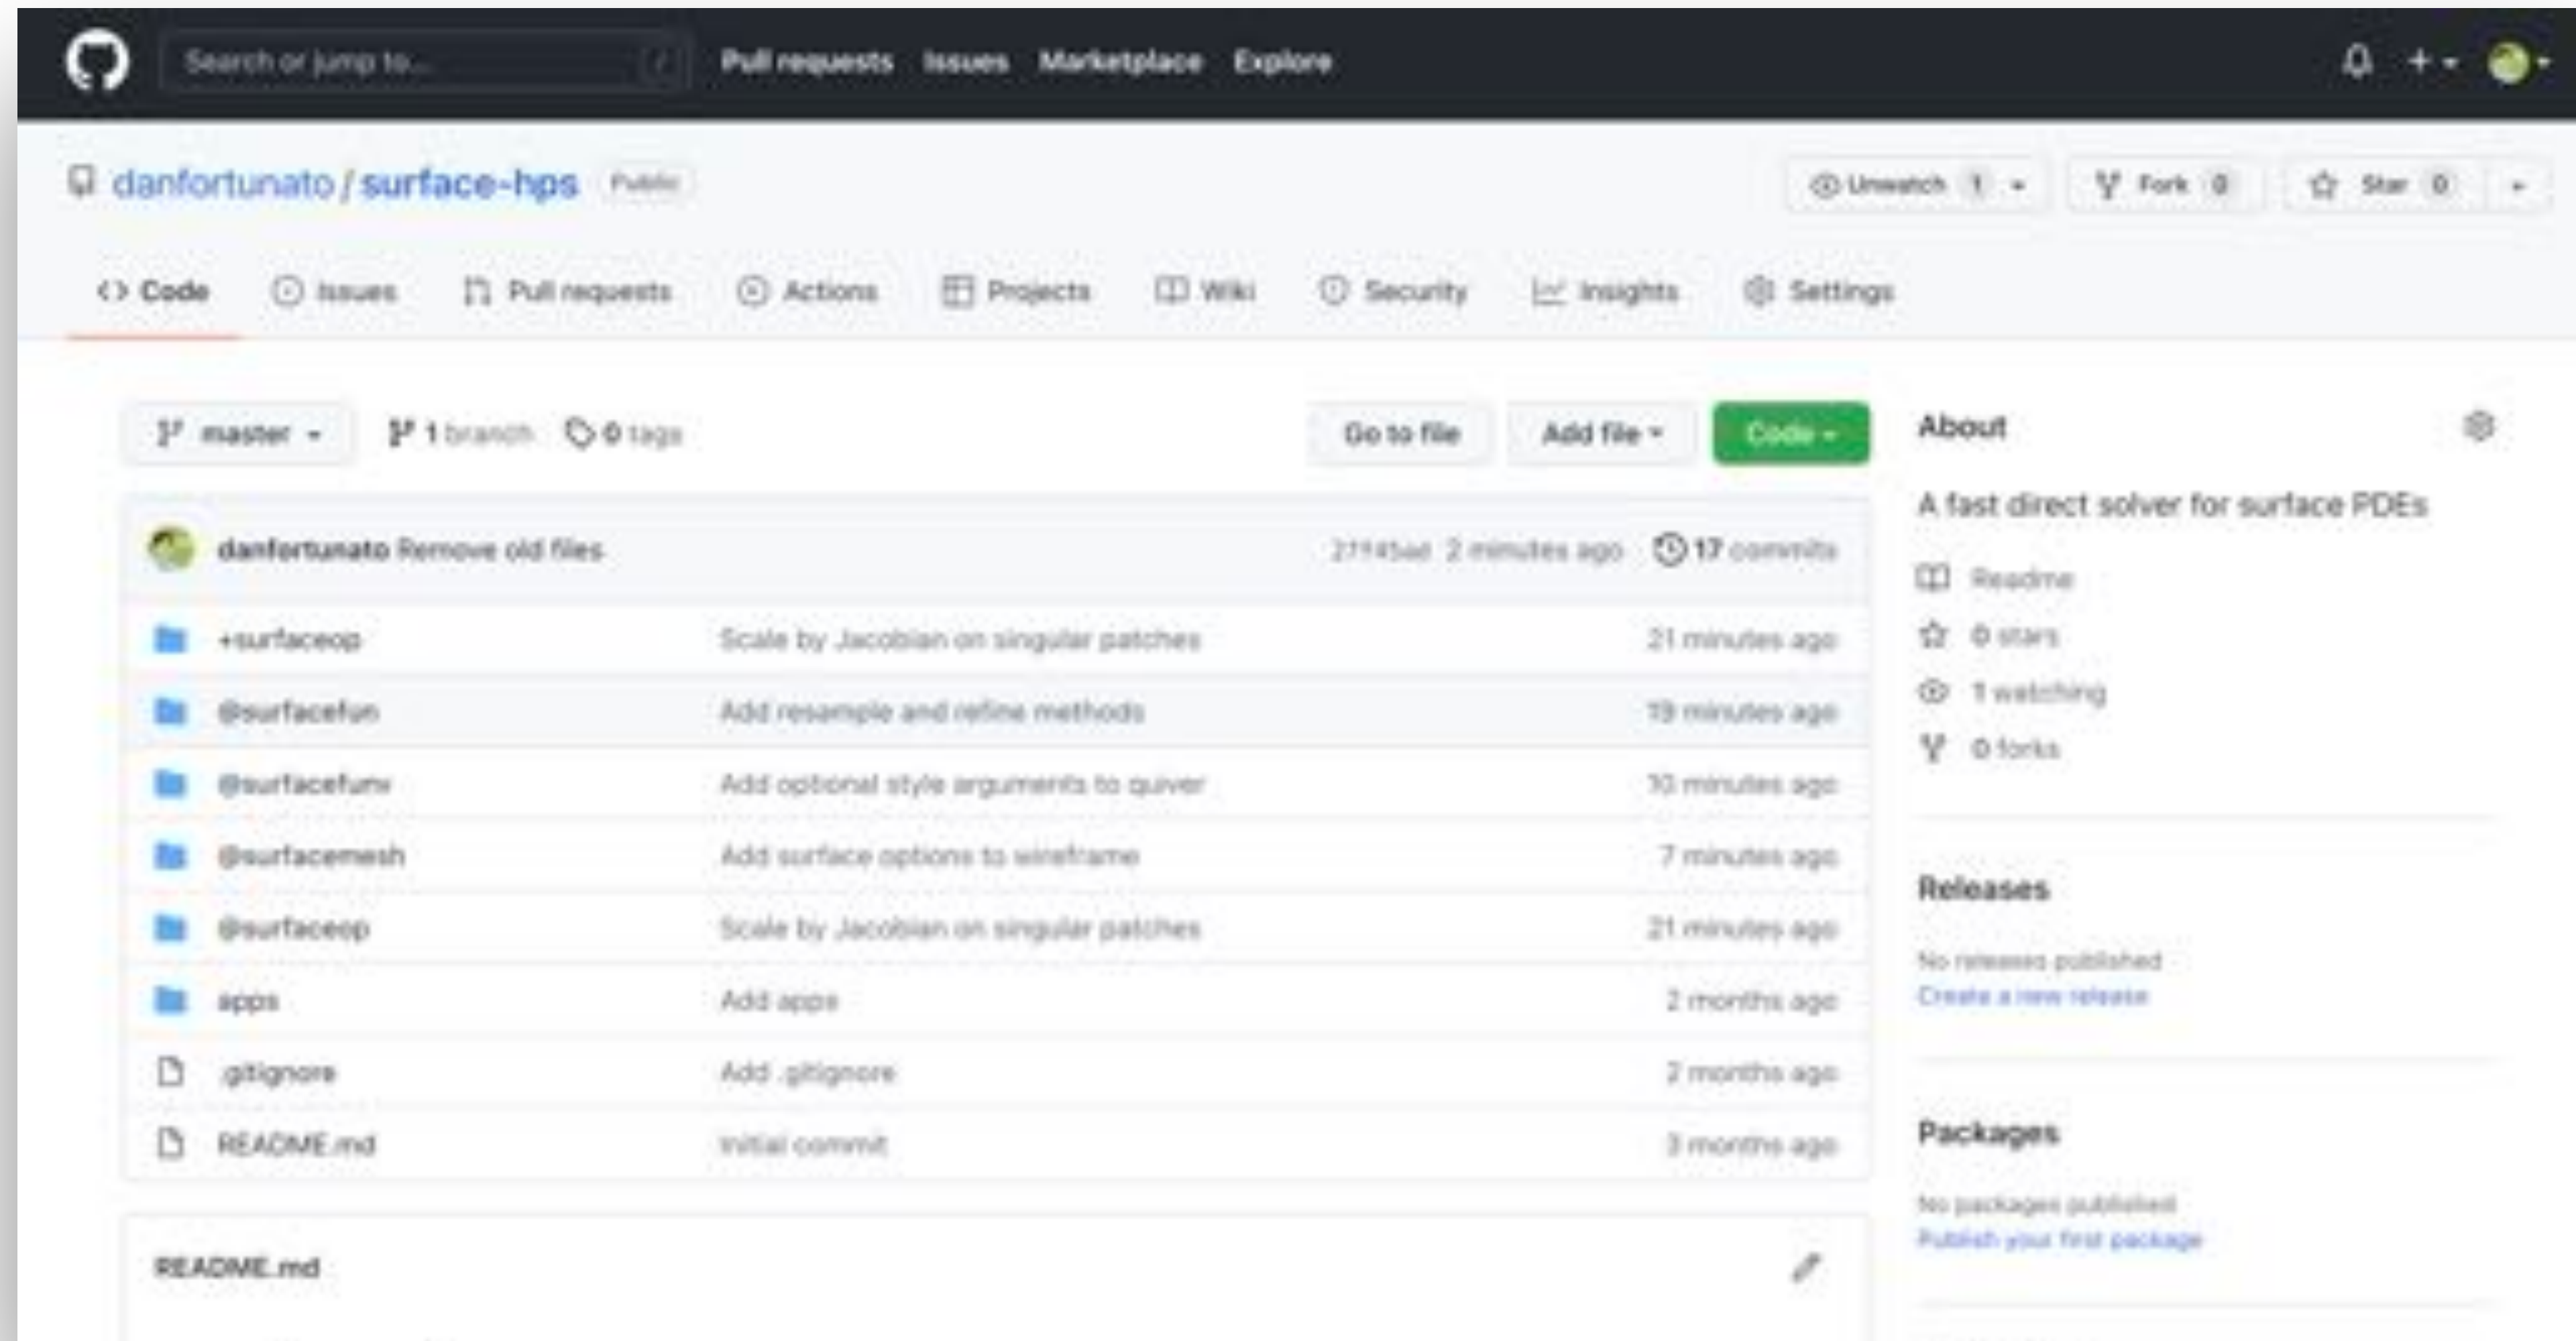 Search or jump to... /
Pull requests Issues Marketplace Explore
danfortunato / surface-hps Public
Unwatch 1 Fork 0 Star 0
Code Issues Pull requests Actions Projects Wiki Security Insights Settings
master 1 branch 0 tags
Go to file Add file Code
danfortunato Remove old files 2 minutes ago 17 commits
+surfaceop Scale by Jacobian on singular patches 21 minutes ago
@surfacefun Add resample and refine methods 19 minutes ago
@surfacefunv Add optional style arguments to quiver 10 minutes ago
@surfacemesh Add surface options to wireframe 7 minutes ago
@surfaceop Scale by Jacobian on singular patches 21 minutes ago
apps Add apps 2 months ago
.gitignore Add .gitignore 2 months ago
README.md Initial commit 3 months ago
README.md
About
A fast direct solver for surface PDEs
Readme
0 stars
1 watching
0 forks
Releases
No releases published
Create a new release
Packages
No packages published
Publish your first package